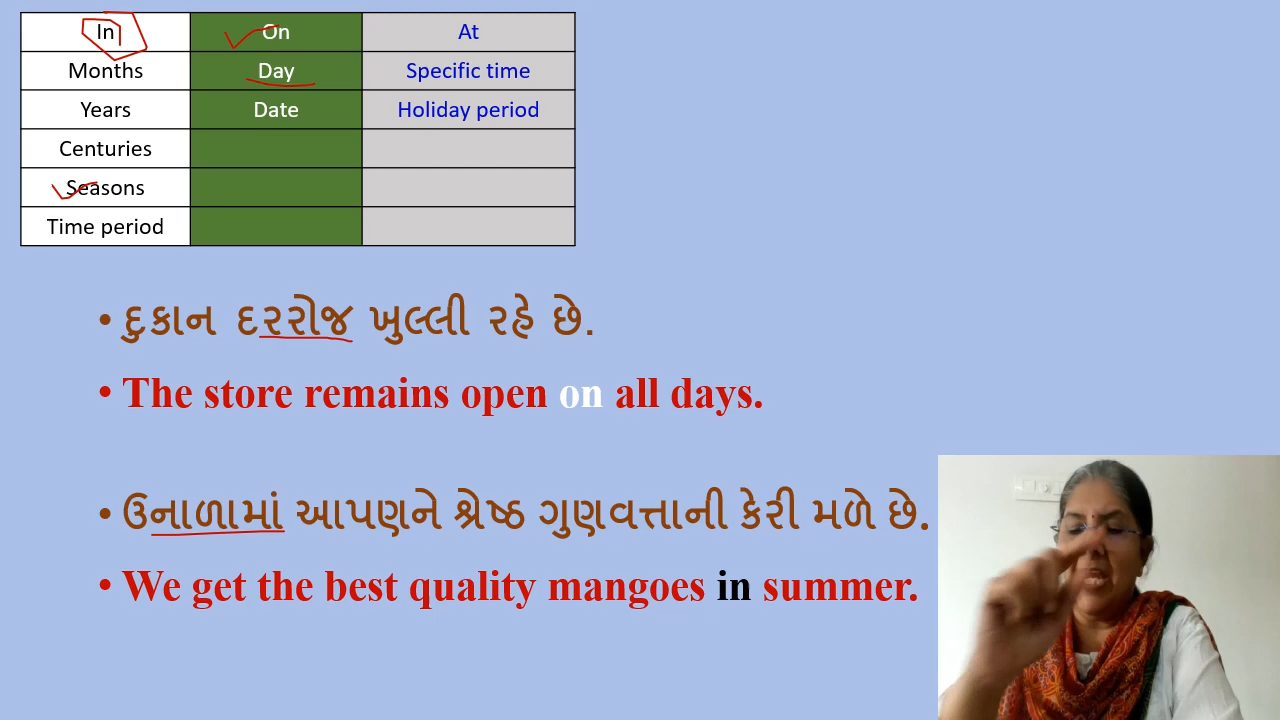 In On At
Months Day Specific time
Years Date Holiday period
Centuries
Seasons
Time period
• દુકાન દરરોજ ખુલ્લી રહે છે.
• The store remains open on all days.
• ઉનાળામાં આપણને શ્રેષ્ઠ ગુણવત્તાની કેરી મળે છે.
• We get the best quality mangoes in summer.